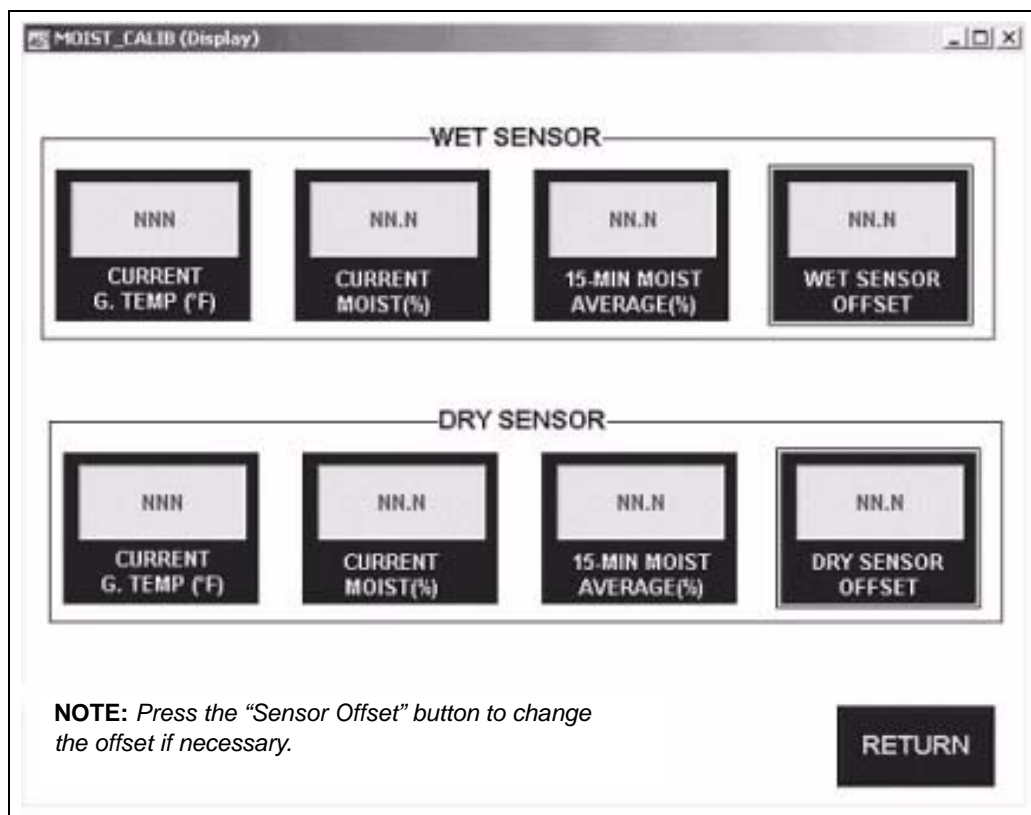 MOIST_CALIB (Display)
WET SENSOR
NNN
NN.N
NN.N
NN.N
CURRENT
G. TEMP (°F)
CURRENT
MOIST(%)
15-MIN MOIST
AVERAGE(%)
WET SENSOR
OFFSET
DRY SENSOR
NNN
NN.N
NN.N
NN.N
CURRENT
G. TEMP (°F)
CURRENT
MOIST(%)
15-MIN MOIST
AVERAGE(%)
DRY SENSOR
OFFSET
NOTE: Press the “Sensor Offset” button to change
the offset if necessary.
RETURN